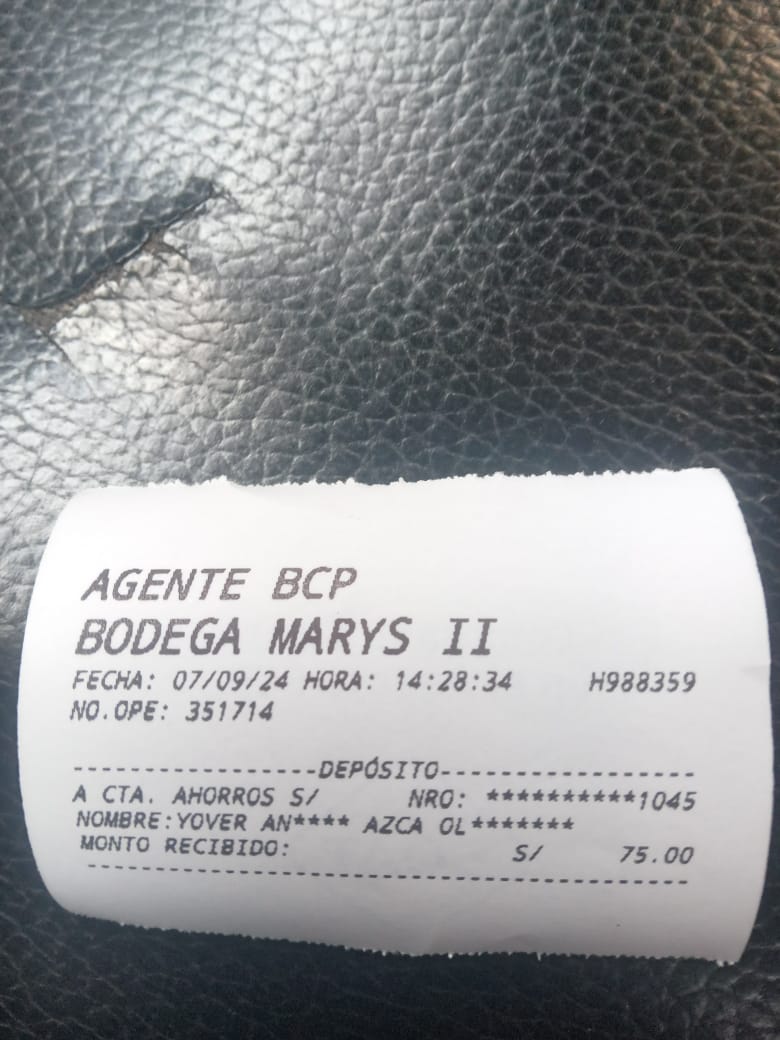 AGENTE BCP
BODEGA MARYS II
FECHA: 07/09/24 HORA: 14:28:34 H988359
NO.OPE: 351714
-----------------DEPÓSITO-----------------
A CTA. AHORROS S/ NRO: **********1045
NOMBRE:YOVER AN**** AZCA OL*******
MONTO RECIBIDO: S/ 75.00
------------------------------------------